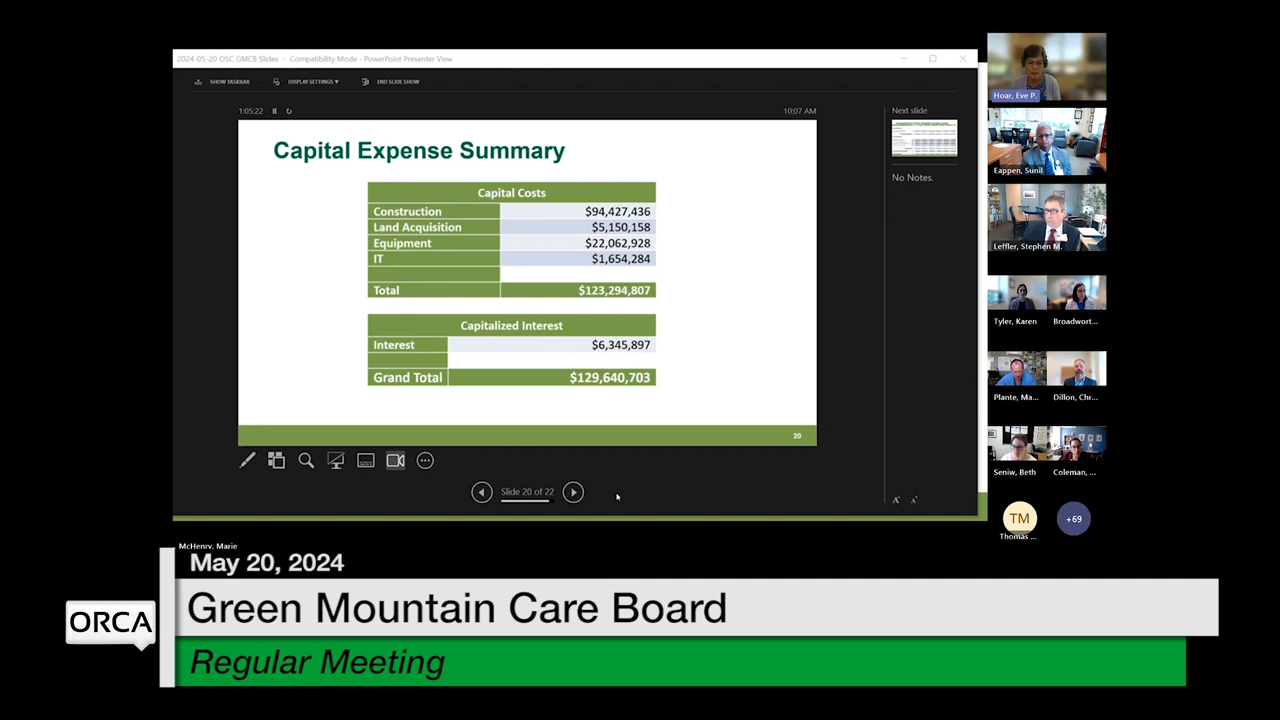 2024-05-20 OSC GMCB Slides - Compatibility Mode - PowerPoint Presenter View
SHOW TASKBAR DISPLAY SETTINGS ▾ END SLIDE SHOW
1:05:22 10:07 AM
Capital Expense Summary
Capital Costs
Construction $94,427,436
Land Acquisition $5,150,158
Equipment $22,062,928
IT $1,654,284
Total $123,294,807
Capitalized Interest
Interest $6,345,897
Grand Total $129,640,703
20
Slide 20 of 22
Next slide
No Notes.
A A
Hoar, Eve P.
Eappen, Sunil
Leffler, Stephen M.
Tyler, Karen Broadwort...
Plante, Ma... Dillon, Chr...
Seniw, Beth Coleman, ...
TM +69
Thomas ...
McHenry, Marie
May 20, 2024
ORCA
Green Mountain Care Board
Regular Meeting